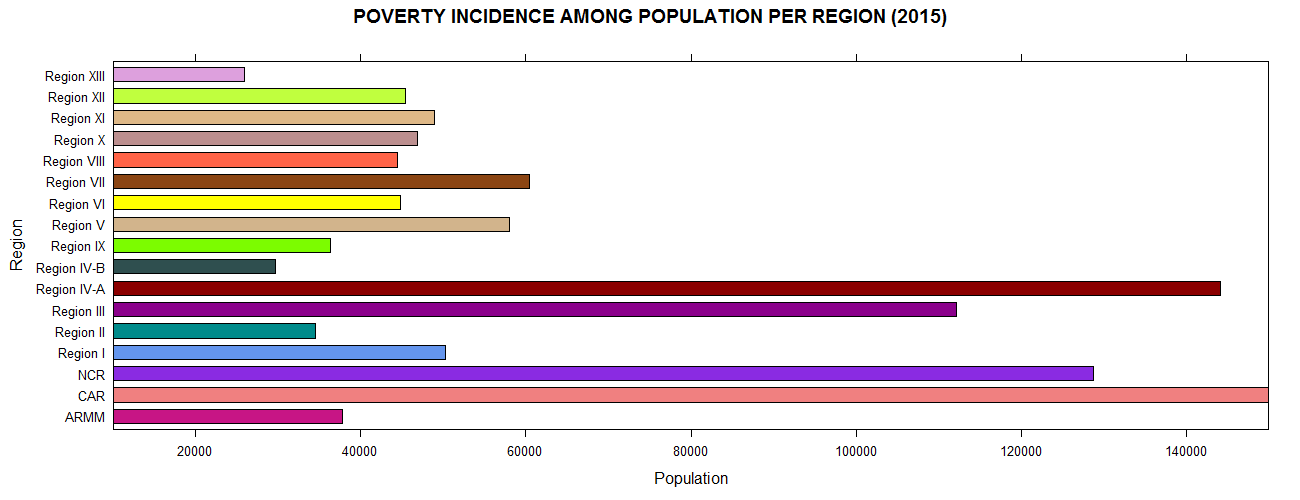 POVERTY INCIDENCE AMONG POPULATION PER REGION (2015)
Region XIII
Region XII
Region XI
Region X
Region VIII
Region VII
Region VI
Region V
Region IX
Region IV-B
Region IV-A
Region III
Region II
Region I
NCR
CAR
ARMM
Region
20000 40000 60000 80000 100000 120000 140000
Population